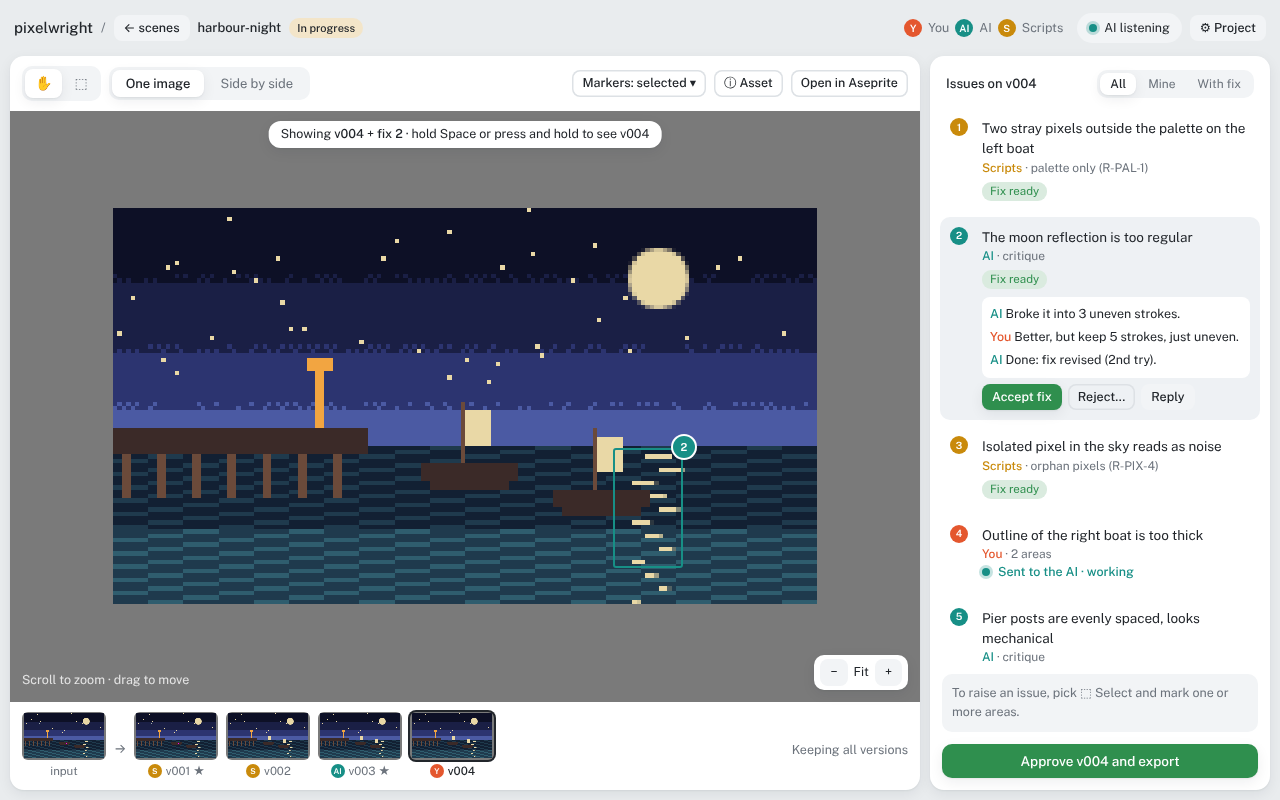 pixelwright / ← scenes harbour-night In progress
Y You AI AI S Scripts AI listening ⚙ Project
One image Side by side Markers: selected ▾ ⓘ Asset Open in Aseprite
Showing v004 + fix 2 · hold Space or press and hold to see v004
2
Scroll to zoom · drag to move
− Fit +
input → S v001 ★ S v002 AI v003 ★ Y v004
Keeping all versions
Issues on v004 All Mine With fix
1 Two stray pixels outside the palette on the
left boat
Scripts · palette only (R-PAL-1)
Fix ready
2 The moon reflection is too regular
AI · critique
Fix ready
AI Broke it into 3 uneven strokes.
You Better, but keep 5 strokes, just uneven.
AI Done: fix revised (2nd try).
Accept fix Reject… Reply
3 Isolated pixel in the sky reads as noise
Scripts · orphan pixels (R-PIX-4)
Fix ready
4 Outline of the right boat is too thick
You · 2 areas
Sent to the AI · working
5 Pier posts are evenly spaced, looks
mechanical
AI · critique
To raise an issue, pick ⬚ Select and mark one or
more areas.
Approve v004 and export